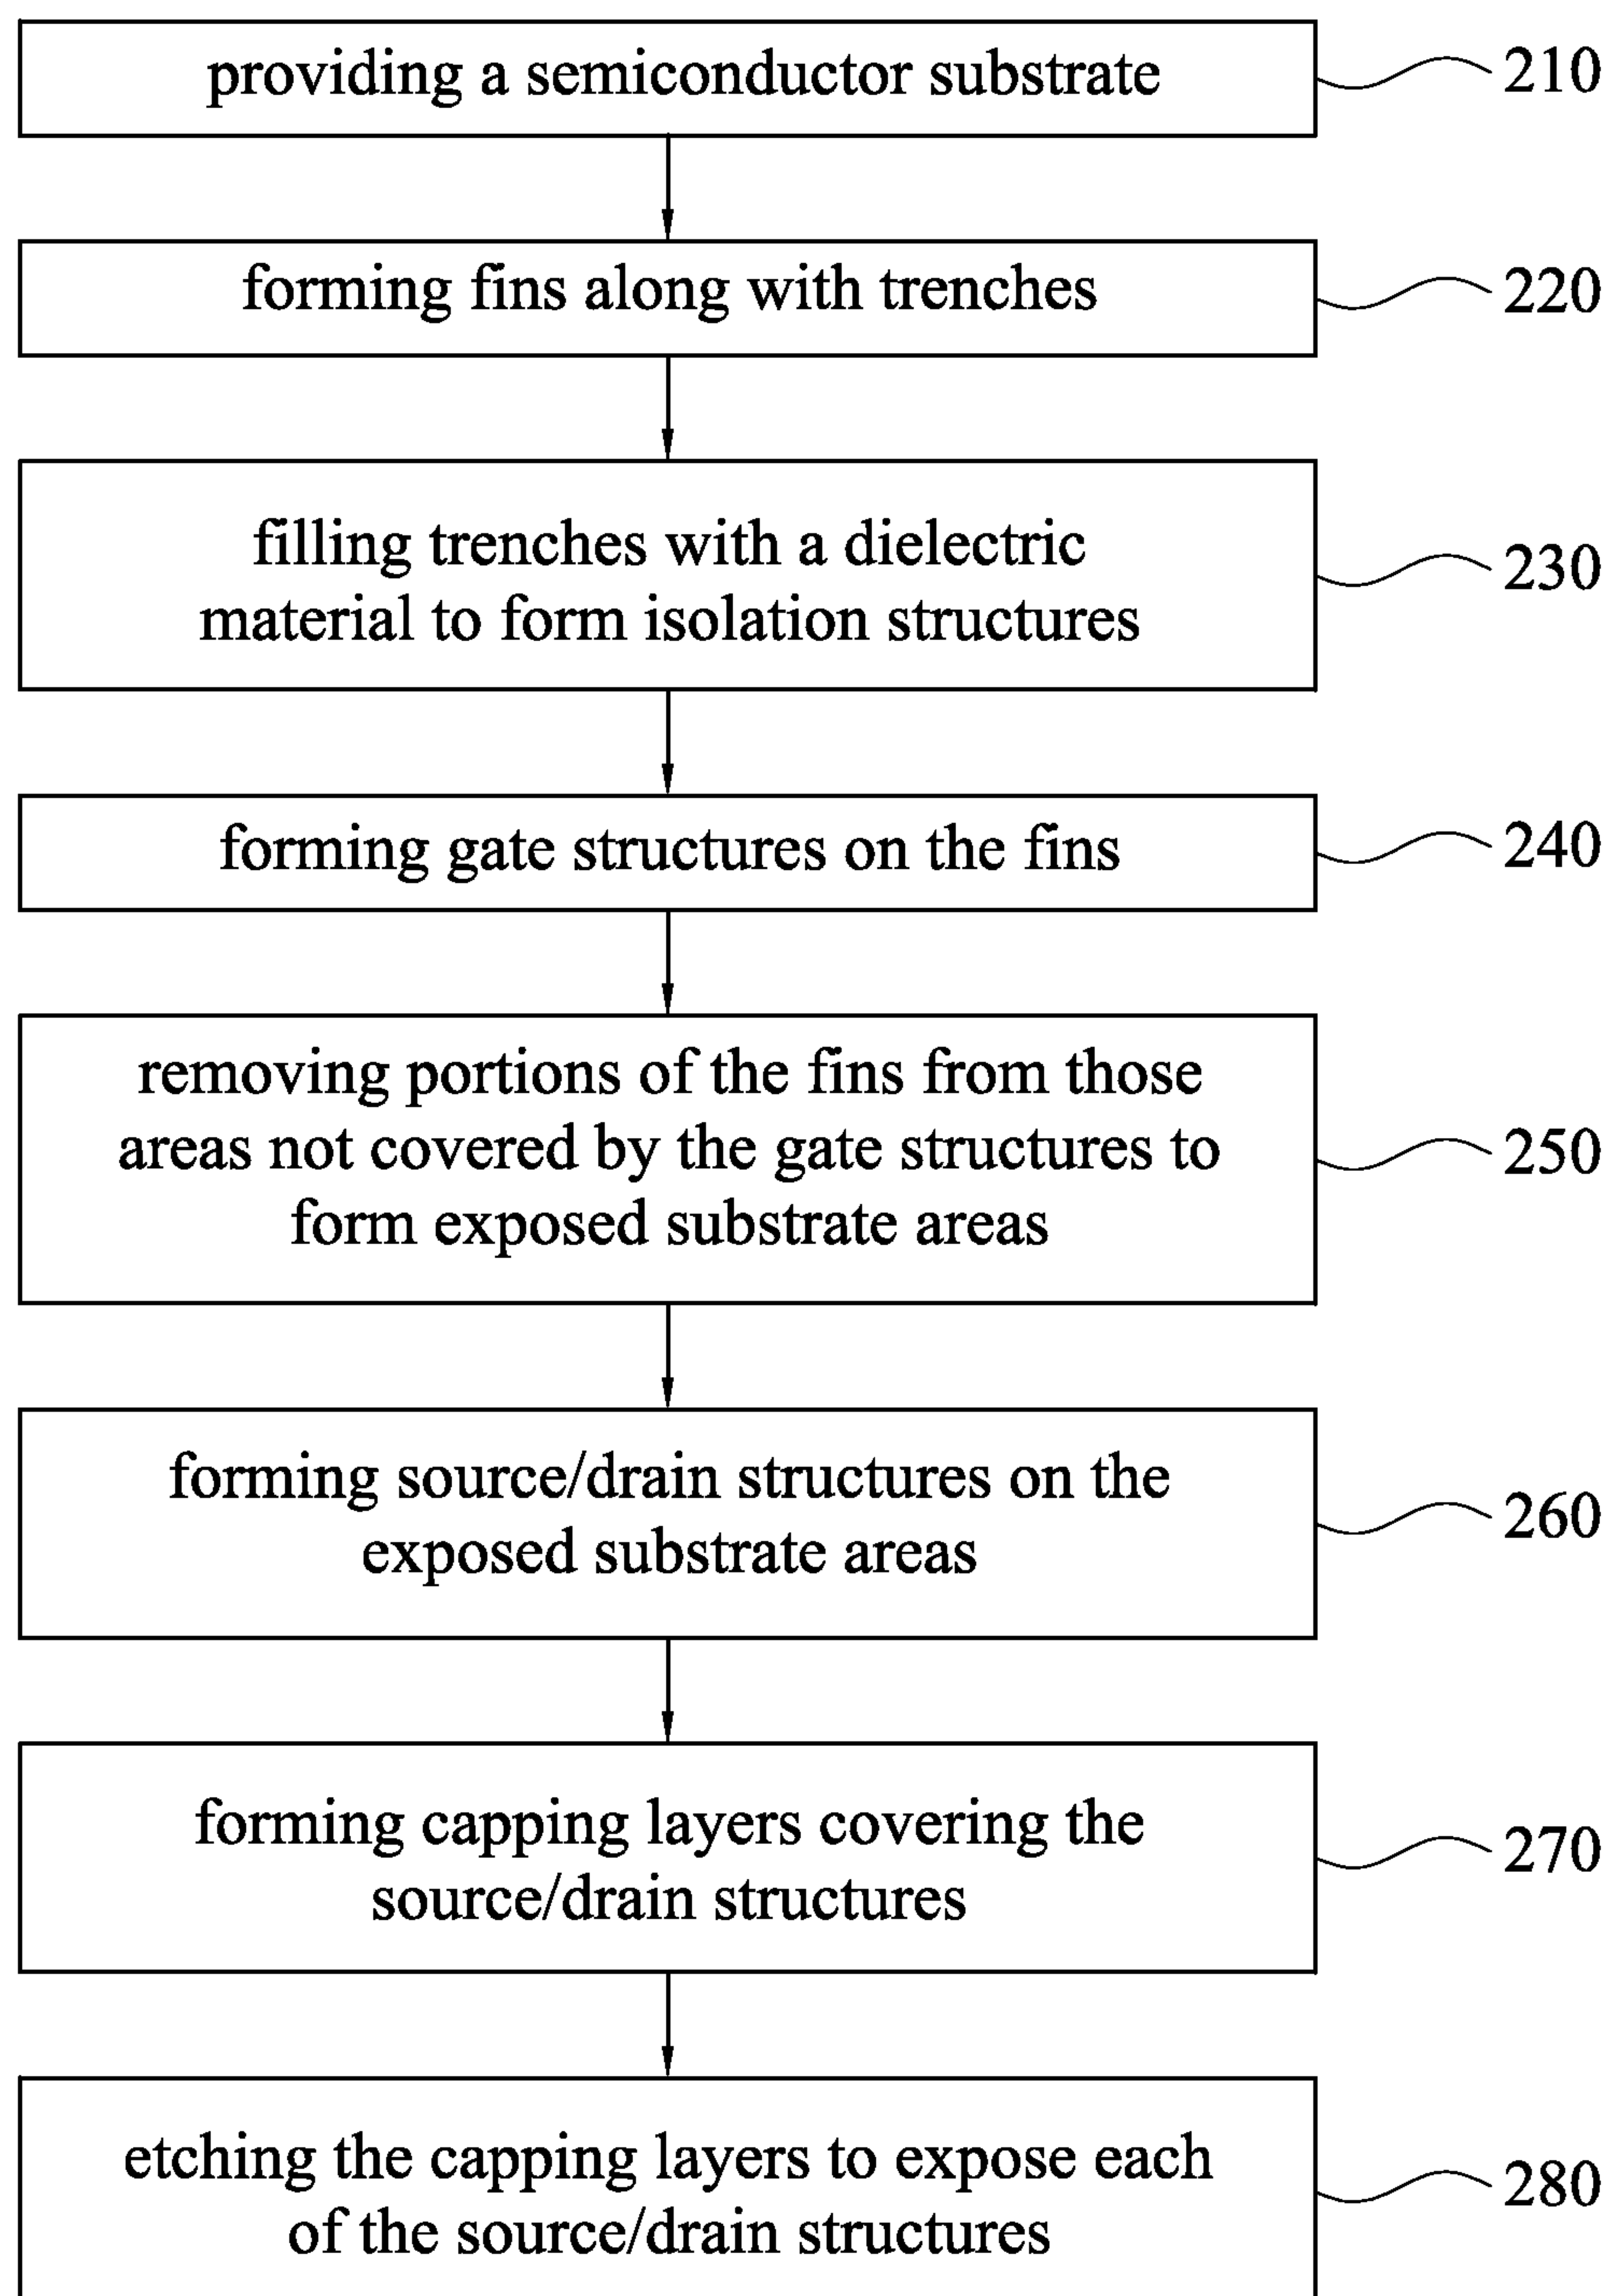 providing a semiconductor substrate
210
forming fins along with trenches
220
filling trenches with a dielectric
material to form isolation structures
230
forming gate structures on the fins
240
removing portions of the fins from those
areas not covered by the gate structures to
form exposed substrate areas
250
forming source/drain structures on the
exposed substrate areas
260
forming capping layers covering the
source/drain structures
270
etching the capping layers to expose each
of the source/drain structures
280